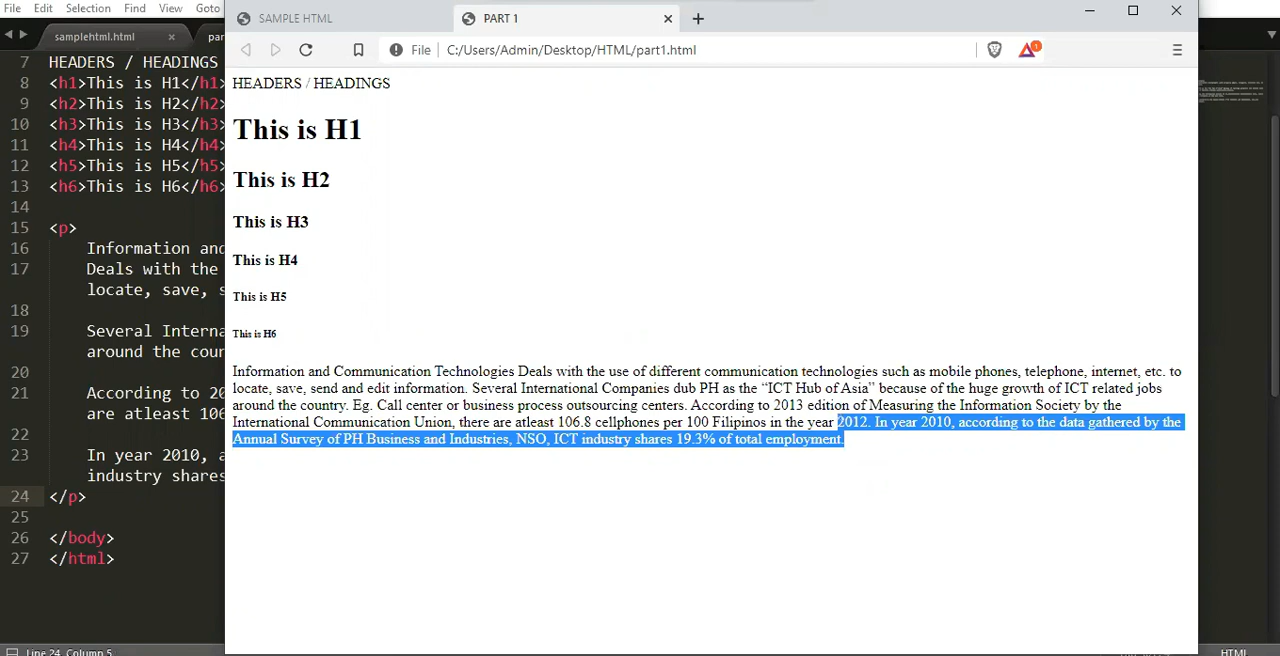 File Edit Selection Find View Goto
SAMPLE HTML
PART 1
samplehtml.html
par
File C:/Users/Admin/Desktop/HTML/part1.html
7 HEADERS / HEADINGS
8 <h1>This is H1</h1>
9 <h2>This is H2</h2
10 <h3>This is H3</h3
11 <h4>This is H4</h4
12 <h5>This is H5</h5
13 <h6>This is H6</h6
14
15 <p>
16 Information and
17 Deals with the
locate, save, s
18
19 Several Interna
around the coun
20
21 According to 20
are atleast 106
22
23 In year 2010, a
industry shares
24 </p>
25
26 </body>
27 </html>
Line 24, Column 5
HEADERS / HEADINGS
This is H1
This is H2
This is H3
This is H4
This is H5
This is H6
Information and Communication Technologies Deals with the use of different communication technologies such as mobile phones, telephone, internet, etc. to
locate, save, send and edit information. Several International Companies dub PH as the “ICT Hub of Asia” because of the huge growth of ICT related jobs
around the country. Eg. Call center or business process outsourcing centers. According to 2013 edition of Measuring the Information Society by the
International Communication Union, there are atleast 106.8 cellphones per 100 Filipinos in the year 2012. In year 2010, according to the data gathered by the
Annual Survey of PH Business and Industries, NSO, ICT industry shares 19.3% of total employment.
HTML